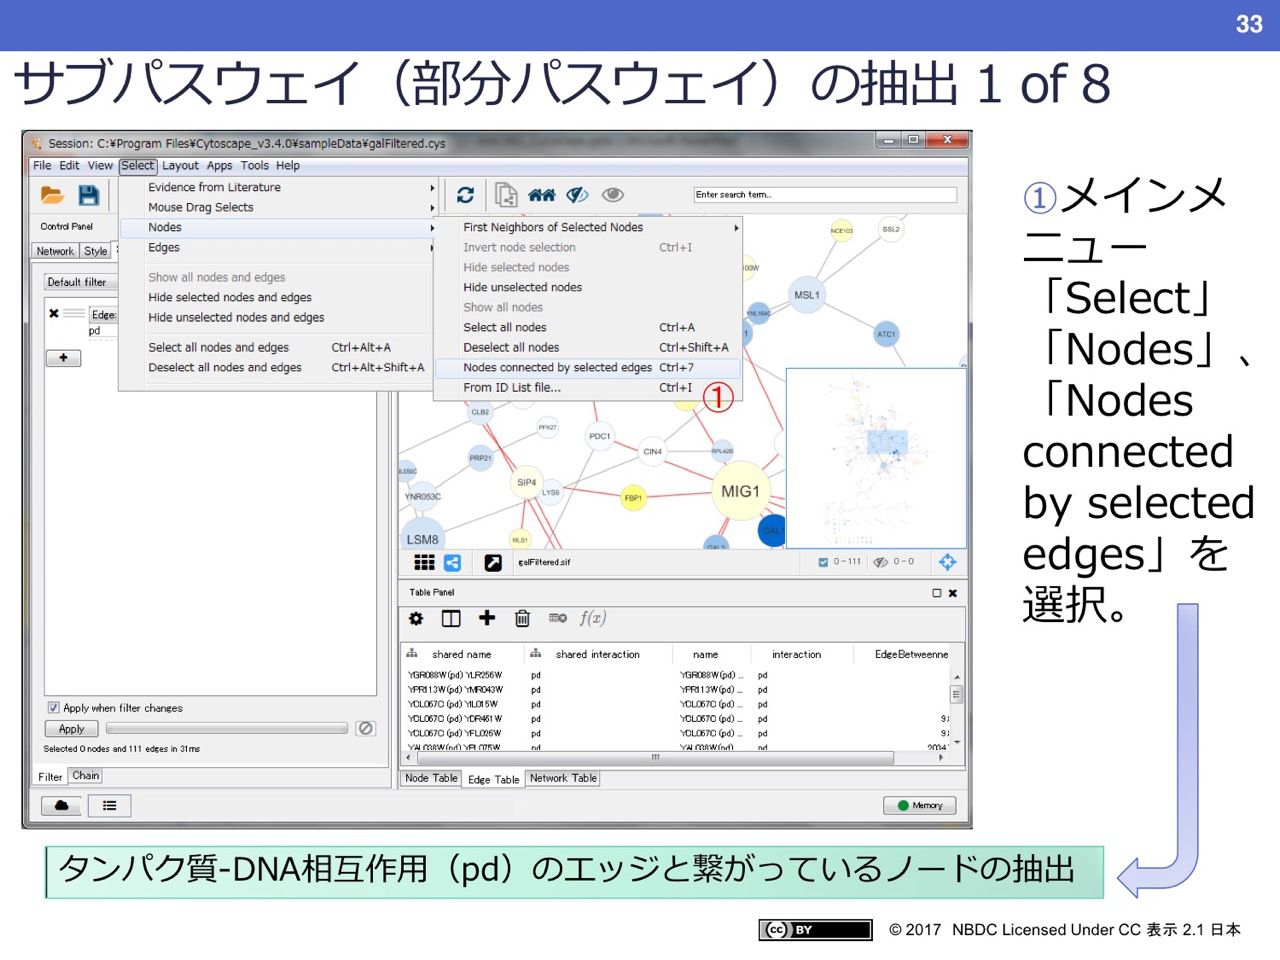 33
サブパスウェイ（部分パスウェイ）の抽出 1 of 8
Session: C:¥Program Files¥Cytoscape_v3.4.0¥sampleData¥galFiltered.cys
File Edit View Select Layout Apps Tools Help
Enter search term...
Control Panel
Network Style
Default filter
Edge:
pd
Evidence from Literature
Mouse Drag Selects
Nodes
Edges
Show all nodes and edges
Hide selected nodes and edges
Hide unselected nodes and edges
Select all nodes and edges Ctrl+Alt+A
Deselect all nodes and edges Ctrl+Alt+Shift+A
First Neighbors of Selected Nodes
Invert node selection Ctrl+I
Hide selected nodes
Hide unselected nodes
Show all nodes
Select all nodes Ctrl+A
Deselect all nodes Ctrl+Shift+A
Nodes connected by selected edges Ctrl+7
From ID List file... Ctrl+I
①
NCE103
SSL2
MSL1
YNL164C
ATC1
CLB2
PFK27
PDC1
CIN4
RPL42B
PRP21
SIP4
LYS9
FBP1
MIG1
YNR053C
LSM8
NLS1
GAL1
galFiltered.sif
0-111
0-0
Table Panel
f(x)
shared name shared interaction name interaction EdgeBetweenne
YGR088W (pd) YLR256W pd YGR088W (pd) ... pd
YPR113W (pd) YMR043W pd YPR113W (pd) ... pd
YCL067C (pd) YIL015W pd YCL067C (pd) ... pd
YCL067C (pd) YDR461W pd YCL067C (pd) ... pd
YCL067C (pd) YFL026W pd YCL067C (pd) ... pd
YAL038W (pd) YPL075W pd YAL038W (pd) ... pd
Node Table Edge Table Network Table
Apply when filter changes
Apply
Selected 0 nodes and 111 edges in 31ms
Filter Chain
Memory
①メインメ
ニュー
「Select」
「Nodes」、
「Nodes
connected
by selected
edges」を
選択。
タンパク質-DNA相互作用（pd）のエッジと繋がっているノードの抽出
(cc) BY
© 2017 NBDC Licensed Under CC 表示 2.1 日本